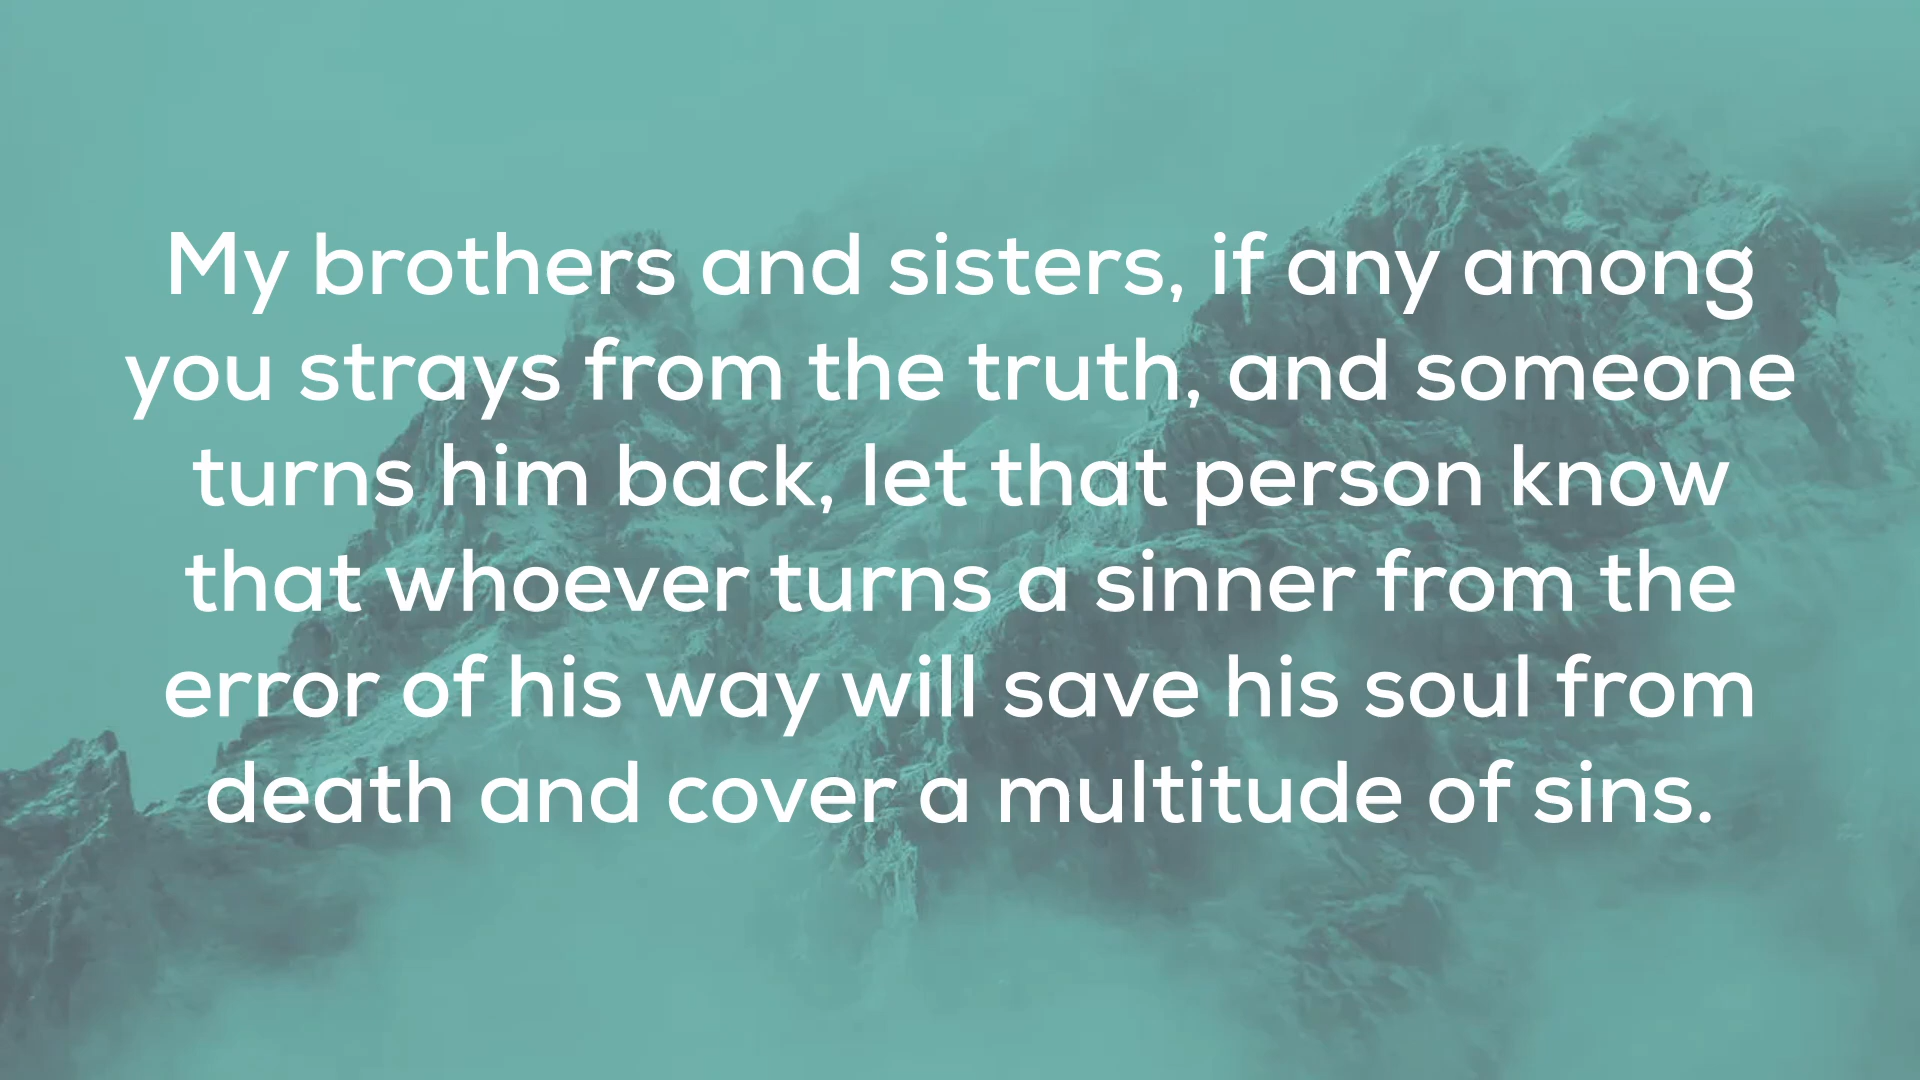 My brothers and sisters, if any among
you strays from the truth, and someone
turns him back, let that person know
that whoever turns a sinner from the
error of his way will save his soul from
death and cover a multitude of sins.